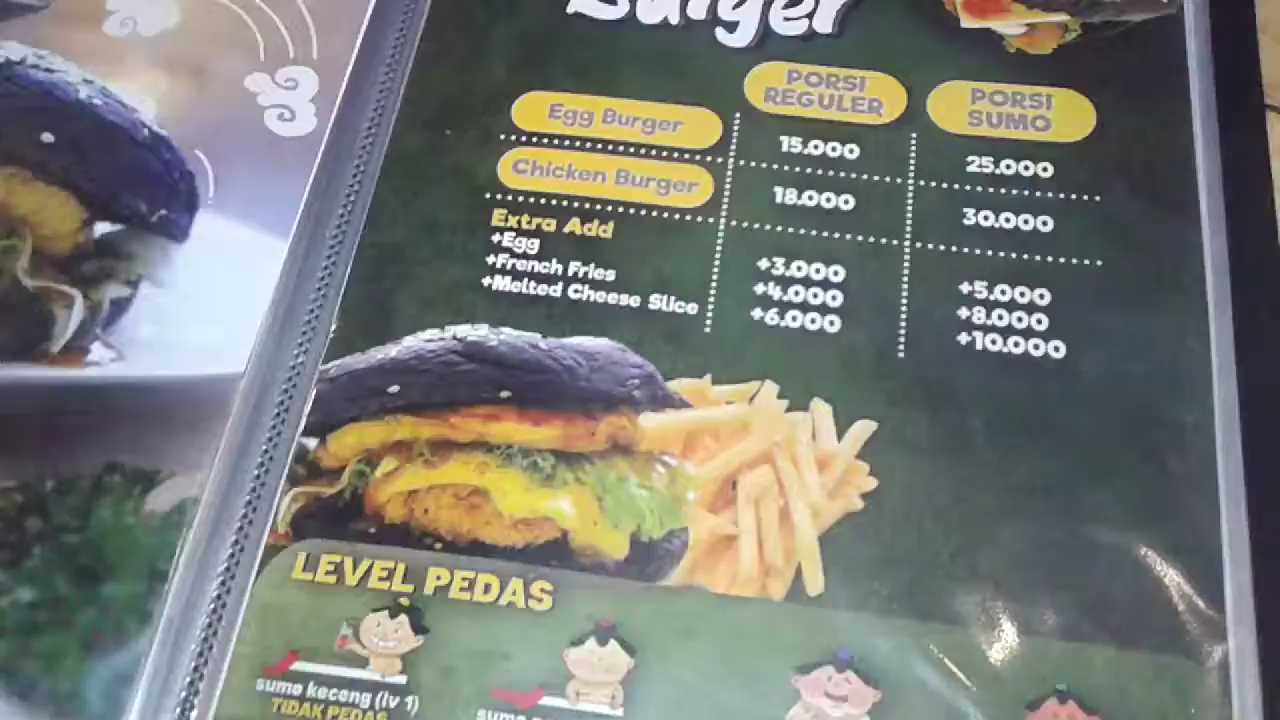 Burger
PORSI
REGULER
PORSI
SUMO
Egg Burger
15.000
25.000
Chicken Burger
18.000
30.000
Extra Add
+Egg
+3.000
+5.000
+French Fries
+4.000
+8.000
+Melted Cheese Slice
+6.000
+10.000
LEVEL PEDAS
sumo keceng (lv 1)
TIDAK PEDAS
sumo